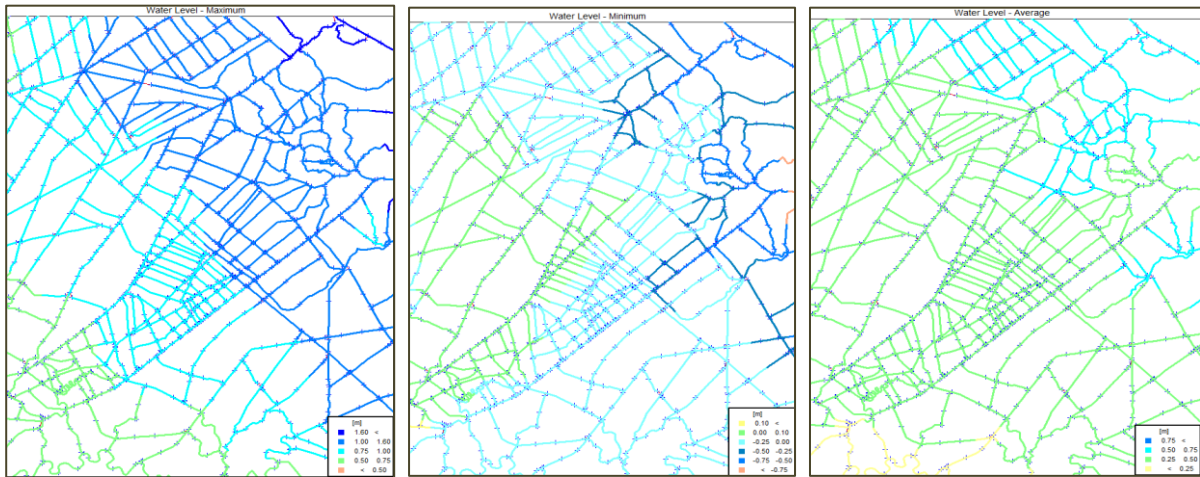 Water Level - Maximum
[m]
1.60 <
1.00 1.60
0.75 1.00
0.50 0.75
< 0.50
Water Level - Minimum
[m]
0.10 <
0.00 0.10
-0.25 0.00
-0.50 -0.25
-0.75 -0.50
< -0.75
Water Level - Average
[m]
0.75 <
0.50 0.75
0.25 0.50
< 0.25